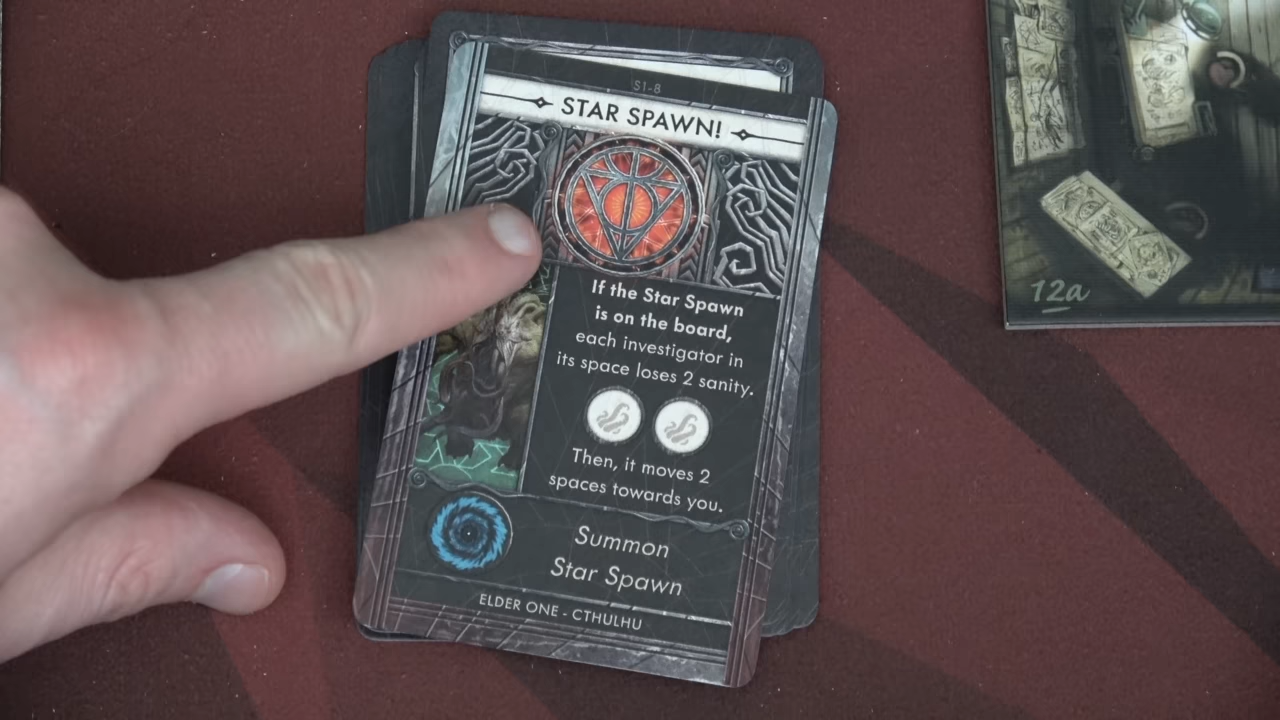 S1-8
STAR SPAWN!
If the Star Spawn
is on the board,
each investigator in
its space loses 2 sanity.
Then, it moves 2
spaces towards you.
Summon
Star Spawn
ELDER ONE - CTHULHU
12a